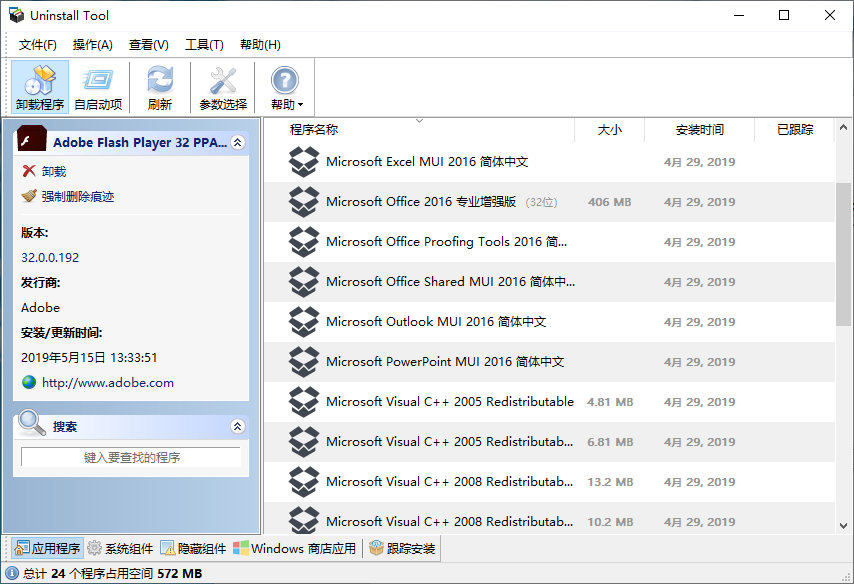 Uninstall Tool
文件(F) 操作(A) 查看(V) 工具(T) 帮助(H)
卸载程序 自启动项 刷新 参数选择 帮助
Adobe Flash Player 32 PPA...
卸载
强制删除痕迹
版本:
32.0.0.192
发行商:
Adobe
安装/更新时间:
2019年5月15日 13:33:51
http://www.adobe.com
搜索
键入要查找的程序
程序名称 大小 安装时间 已跟踪
Microsoft Excel MUI 2016 简体中文 4月 29, 2019
Microsoft Office 2016 专业增强版 (32位) 406 MB 4月 29, 2019
Microsoft Office Proofing Tools 2016 简... 4月 29, 2019
Microsoft Office Shared MUI 2016 简体中... 4月 29, 2019
Microsoft Outlook MUI 2016 简体中文 4月 29, 2019
Microsoft PowerPoint MUI 2016 简体中文 4月 29, 2019
Microsoft Visual C++ 2005 Redistributable 4.81 MB 4月 29, 2019
Microsoft Visual C++ 2005 Redistributab... 6.81 MB 4月 29, 2019
Microsoft Visual C++ 2008 Redistributab... 13.2 MB 4月 29, 2019
Microsoft Visual C++ 2008 Redistributab... 10.2 MB 4月 29, 2019
应用程序 系统组件 隐藏组件 Windows 商店应用 跟踪安装
总计 24 个程序占用空间 572 MB